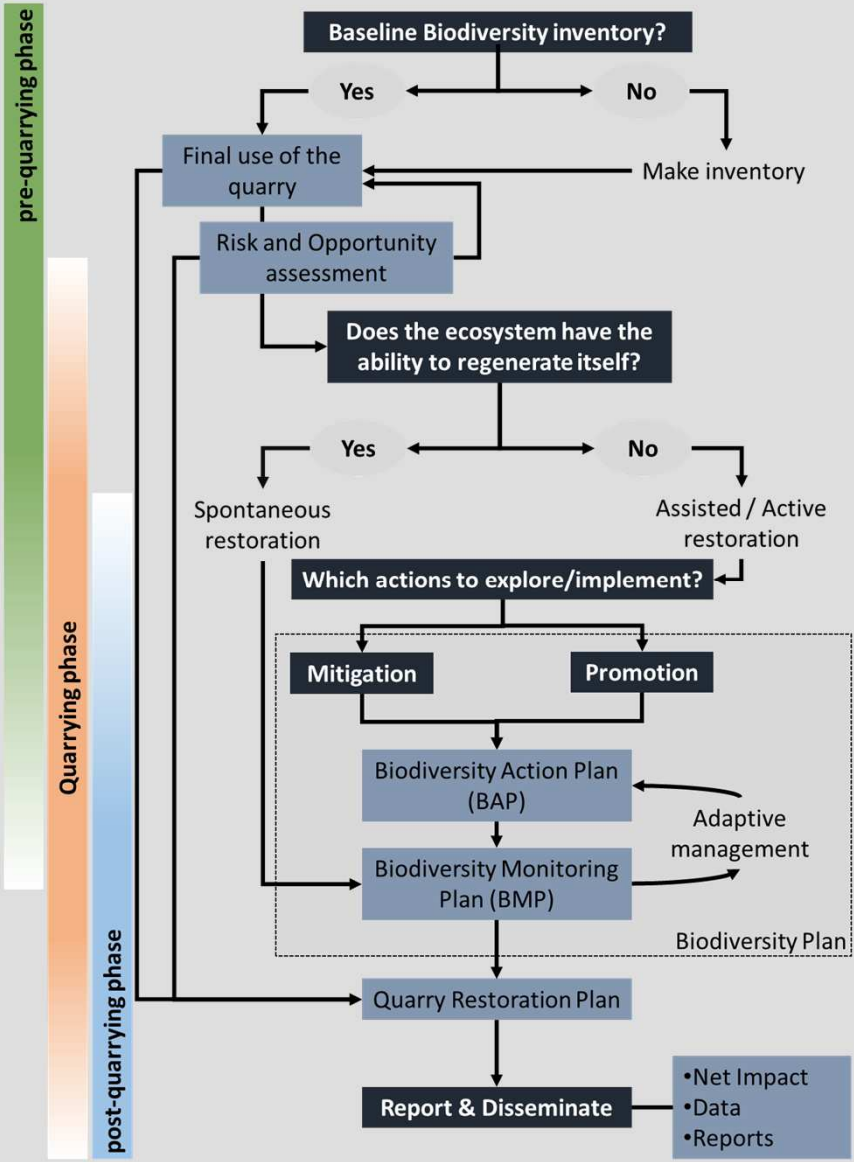 pre-quarrying phase
Quarrying phase
post-quarrying phase
Baseline Biodiversity inventory?
Yes
No
Final use of the
quarry
Make inventory
Risk and Opportunity
assessment
Does the ecosystem have the
ability to regenerate itself?
Yes
No
Spontaneous
restoration
Assisted / Active
restoration
Which actions to explore/implement?
Mitigation
Promotion
Biodiversity Action Plan
(BAP)
Adaptive
management
Biodiversity Monitoring
Plan (BMP)
Biodiversity Plan
Quarry Restoration Plan
Report & Disseminate
•Net Impact
•Data
•Reports